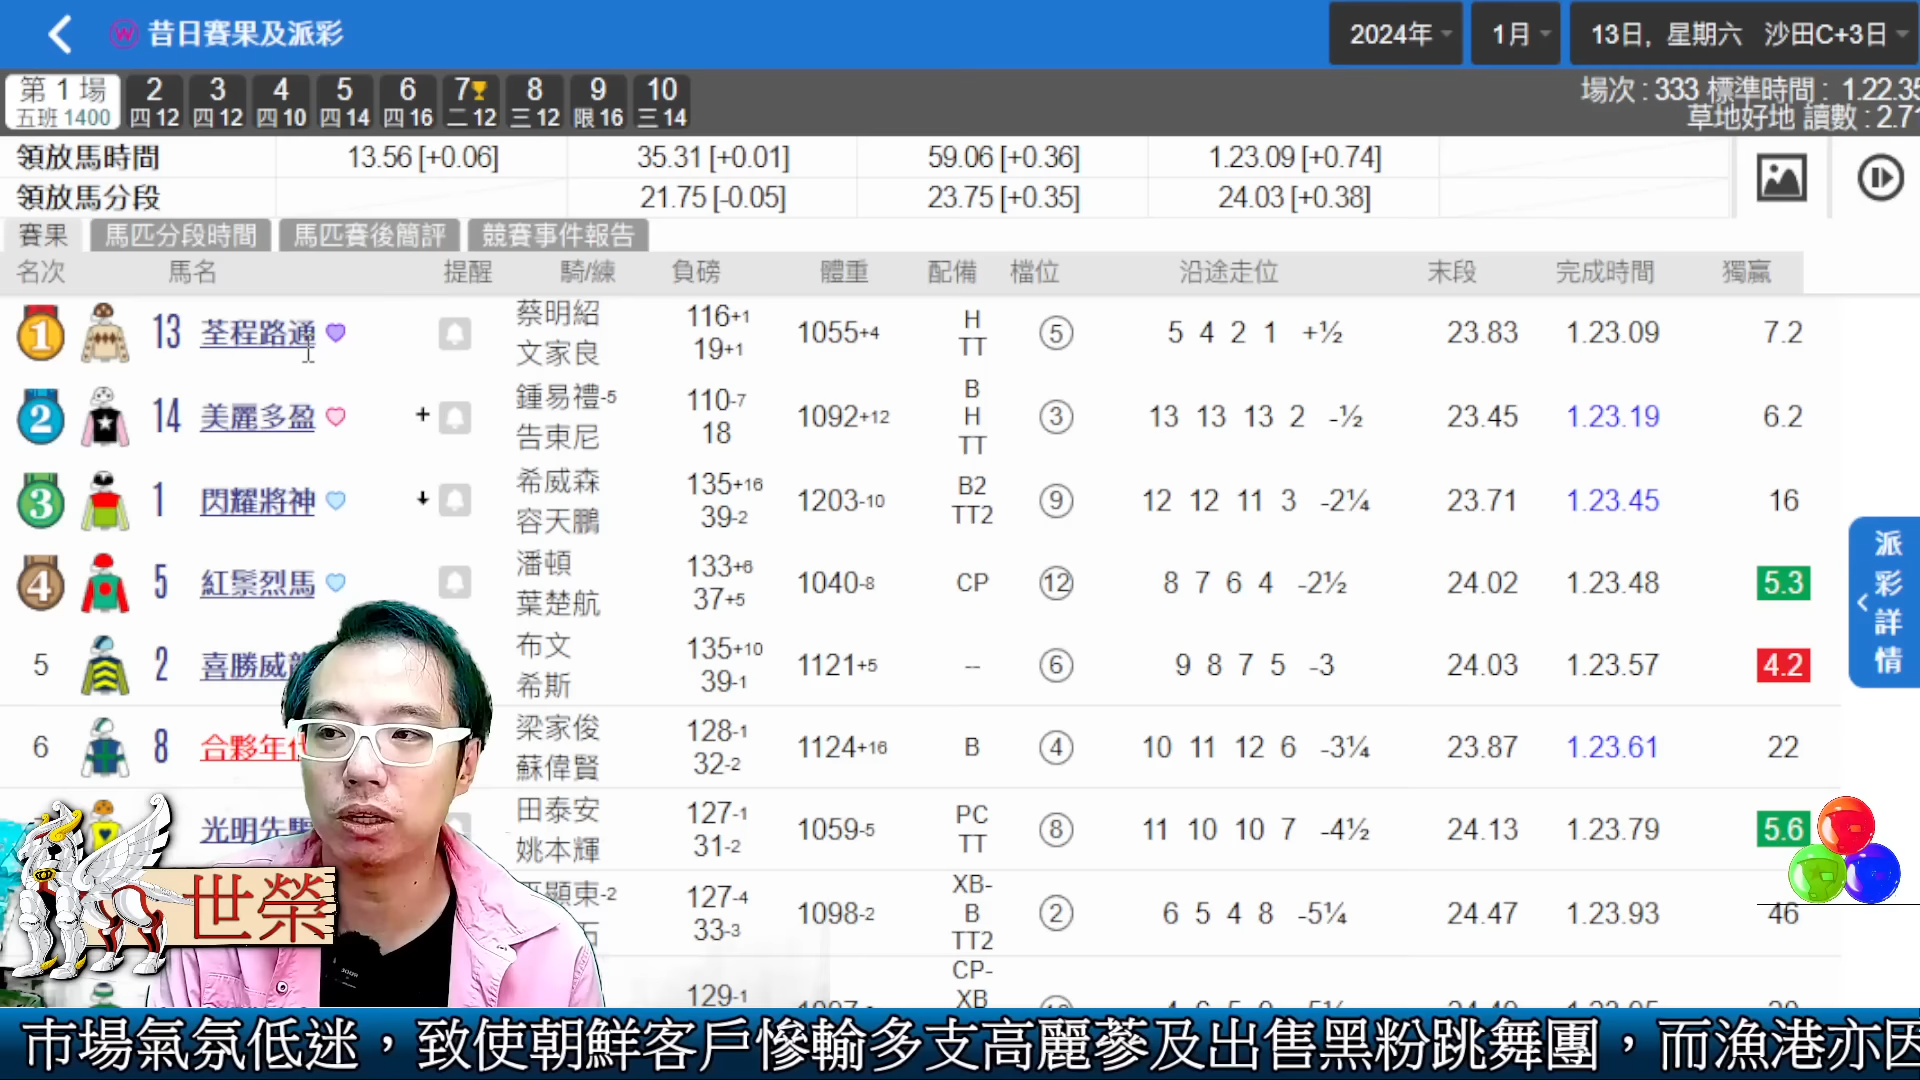 昔日賽果及派彩 2024年 1月 13日, 星期六 沙田C+3日
第 1 場 2 3 4 5 6 7 8 9 10
五班 1400 四 12 四 12 四 10 四 14 四 16 二 12 三 12 限 16 三 14
場次 : 333 標準時間 : 1.22.35
草地好地 讀數 : 2.71
領放馬時間 13.56 [+0.06] 35.31 [+0.01] 59.06 [+0.36] 1.23.09 [+0.74]
領放馬分段 21.75 [-0.05] 23.75 [+0.35] 24.03 [+0.38]
賽果 馬匹分段時間 馬匹賽後簡評 競賽事件報告
名次 馬名 提醒 騎/練 負磅 體重 配備 檔位 沿途走位 末段 完成時間 獨贏
1 13 荃程路通 蔡明紹 文家良 116+1 19+1 1055+4 H TT 5 5 4 2 1 +½ 23.83 1.23.09 7.2
2 14 美麗多盈 + 鍾易禮-5 告東尼 110-7 18 1092+12 B H TT 3 13 13 13 2 -½ 23.45 1.23.19 6.2
3 1 閃耀將神 希威森 容天鵬 135+16 39-2 1203-10 B2 TT2 9 12 12 11 3 -2¼ 23.71 1.23.45 16
4 5 紅鬃烈馬 潘頓 葉楚航 133+6 37+5 1040-8 CP 12 8 7 6 4 -2½ 24.02 1.23.48 5.3
5 2 喜勝威 布文 希斯 135+10 39-1 1121+5 -- 6 9 8 7 5 -3 24.03 1.23.57 4.2
6 8 合夥年 梁家俊 蘇偉賢 128-1 32-2 1124+16 B 4 10 11 12 6 -3¼ 23.87 1.23.61 22
光明先 田泰安 姚本輝 127-1 31-2 1059-5 PC TT 8 11 10 10 7 -4½ 24.13 1.23.79 5.6
顯東-2 127-4 33-3 1098-2 XB- B TT2 2 6 5 4 8 -5¼ 24.47 1.23.93 46
129-1 CP- XB
派彩詳情
世榮
市場氣氛低迷，致使朝鮮客戶慘輸多支高麗蔘及出售黑粉跳舞團，而漁港亦因